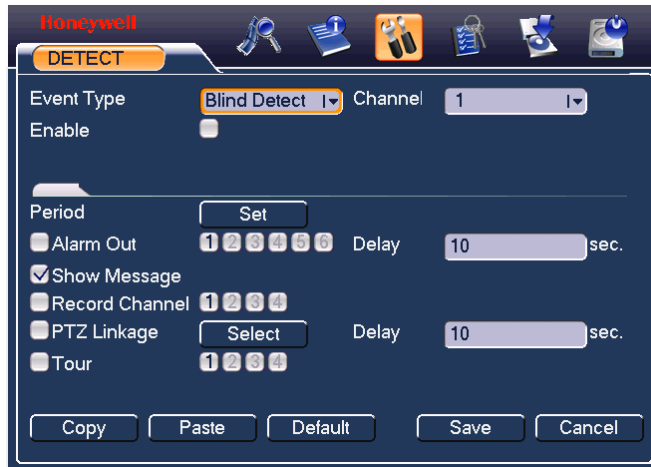 Honeywell
DETECT
Event Type Blind Detect Channel 1
Enable
Period Set
Alarm Out 1 2 3 4 5 6 Delay 10 sec.
Show Message
Record Channel 1 2 3 4
PTZ Linkage Select Delay 10 sec.
Tour 1 2 3 4
Copy Paste Default Save Cancel